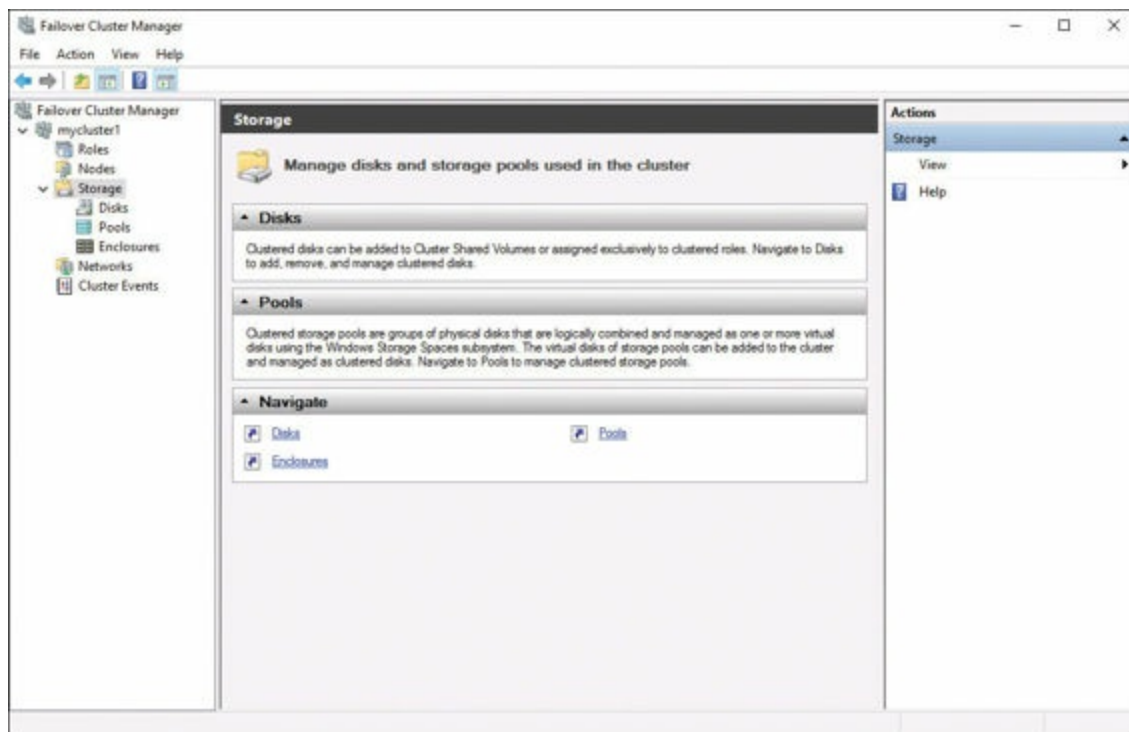 Failover Cluster Manager
File Action View Help
Failover Cluster Manager
mycluster1
Roles
Nodes
Storage
Disks
Pools
Enclosures
Networks
Cluster Events
Storage
Manage disks and storage pools used in the cluster
Disks
Clustered disks can be added to Cluster Shared Volumes or assigned exclusively to clustered roles. Navigate to Disks
to add, remove, and manage clustered disks.
Pools
Clustered storage pools are groups of physical disks that are logically combined and managed as one or more virtual
disks using the Windows Storage Spaces subsystem. The virtual disks of storage pools can be added to the cluster
and managed as clustered disks. Navigate to Pools to manage clustered storage pools.
Navigate
Disks Pools
Enclosures
Actions
Storage
View
Help